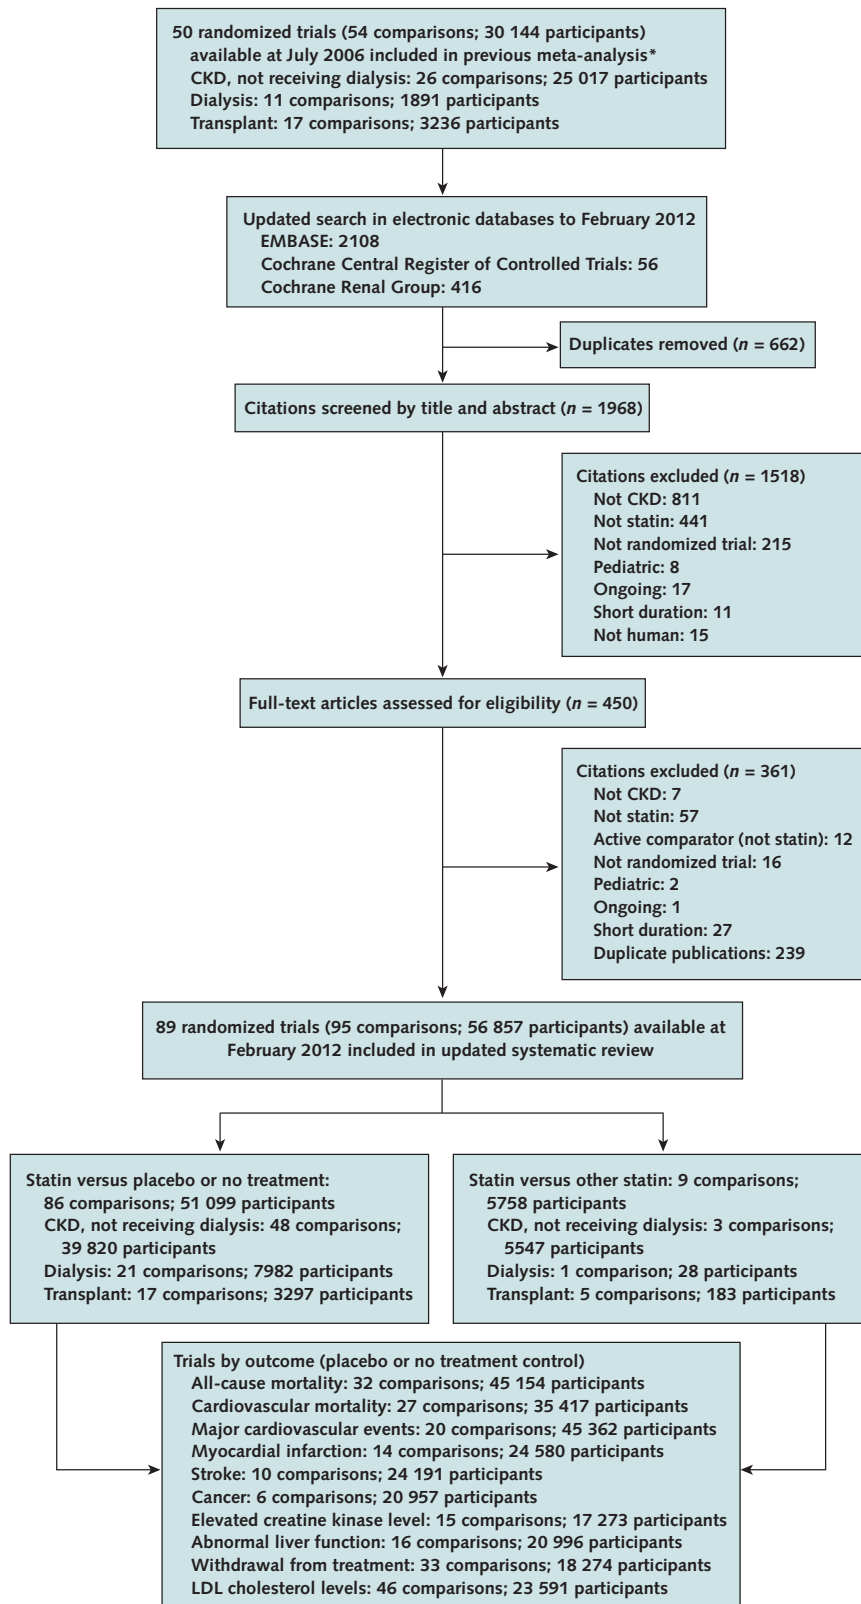 50 randomized trials (54 comparisons; 30 144 participants)
available at July 2006 included in previous meta-analysis*
CKD, not receiving dialysis: 26 comparisons; 25 017 participants
Dialysis: 11 comparisons; 1891 participants
Transplant: 17 comparisons; 3236 participants
Updated search in electronic databases to February 2012
EMBASE: 2108
Cochrane Central Register of Controlled Trials: 56
Cochrane Renal Group: 416
Duplicates removed (n = 662)
Citations screened by title and abstract (n = 1968)
Citations excluded (n = 1518)
Not CKD: 811
Not statin: 441
Not randomized trial: 215
Pediatric: 8
Ongoing: 17
Short duration: 11
Not human: 15
Full-text articles assessed for eligibility (n = 450)
Citations excluded (n = 361)
Not CKD: 7
Not statin: 57
Active comparator (not statin): 12
Not randomized trial: 16
Pediatric: 2
Ongoing: 1
Short duration: 27
Duplicate publications: 239
89 randomized trials (95 comparisons; 56 857 participants) available at
February 2012 included in updated systematic review
Statin versus placebo or no treatment:
86 comparisons; 51 099 participants
CKD, not receiving dialysis: 48 comparisons;
39 820 participants
Dialysis: 21 comparisons; 7982 participants
Transplant: 17 comparisons; 3297 participants
Statin versus other statin: 9 comparisons;
5758 participants
CKD, not receiving dialysis: 3 comparisons;
5547 participants
Dialysis: 1 comparison; 28 participants
Transplant: 5 comparisons; 183 participants
Trials by outcome (placebo or no treatment control)
All-cause mortality: 32 comparisons; 45 154 participants
Cardiovascular mortality: 27 comparisons; 35 417 participants
Major cardiovascular events: 20 comparisons; 45 362 participants
Myocardial infarction: 14 comparisons; 24 580 participants
Stroke: 10 comparisons; 24 191 participants
Cancer: 6 comparisons; 20 957 participants
Elevated creatine kinase level: 15 comparisons; 17 273 participants
Abnormal liver function: 16 comparisons; 20 996 participants
Withdrawal from treatment: 33 comparisons; 18 274 participants
LDL cholesterol levels: 46 comparisons; 23 591 participants